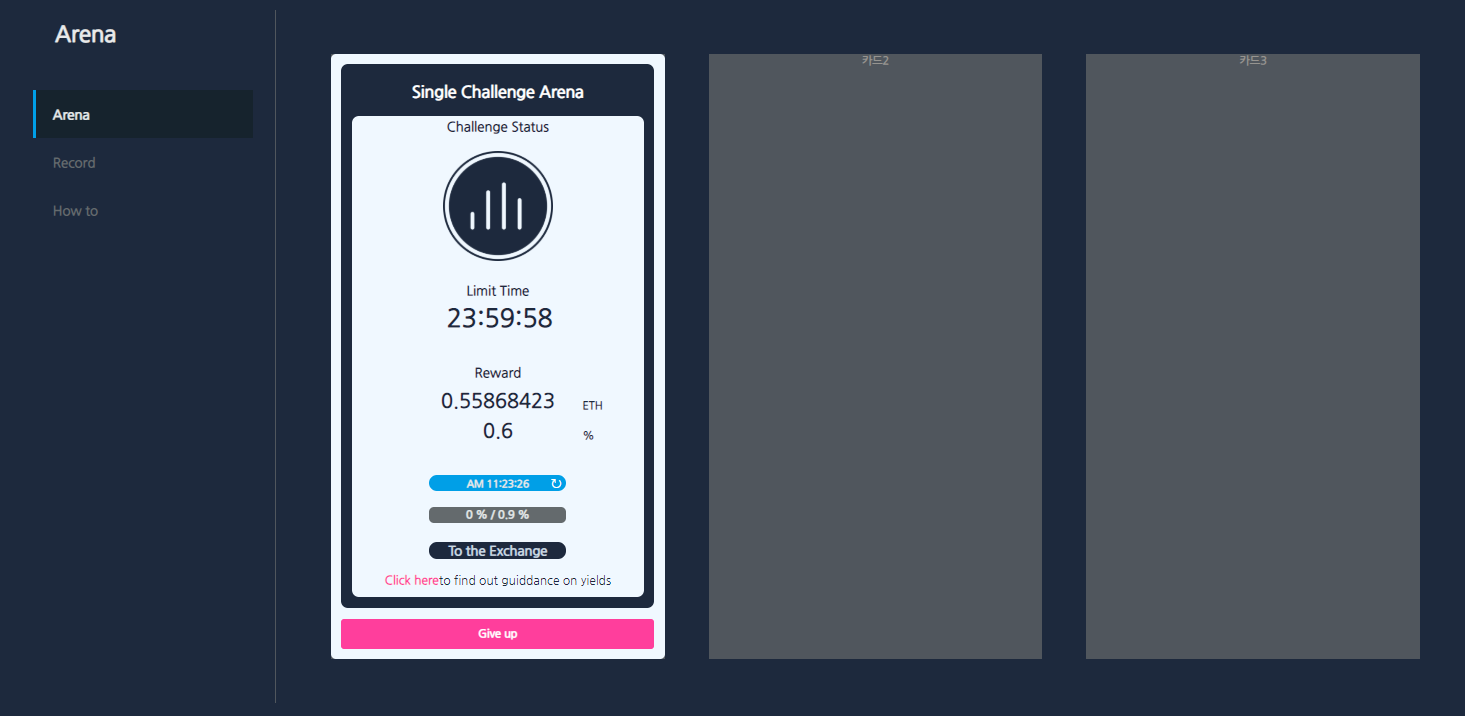 Arena
Arena
Record
How to
Single Challenge Arena
Challenge Status
Limit Time
23:59:58
Reward
0.55868423 ETH
0.6 %
AM 11:23:26 ↻
0 % / 0.9 %
To the Exchange
Click hereto find out guiddance on yields
Give up
카드2
카드3